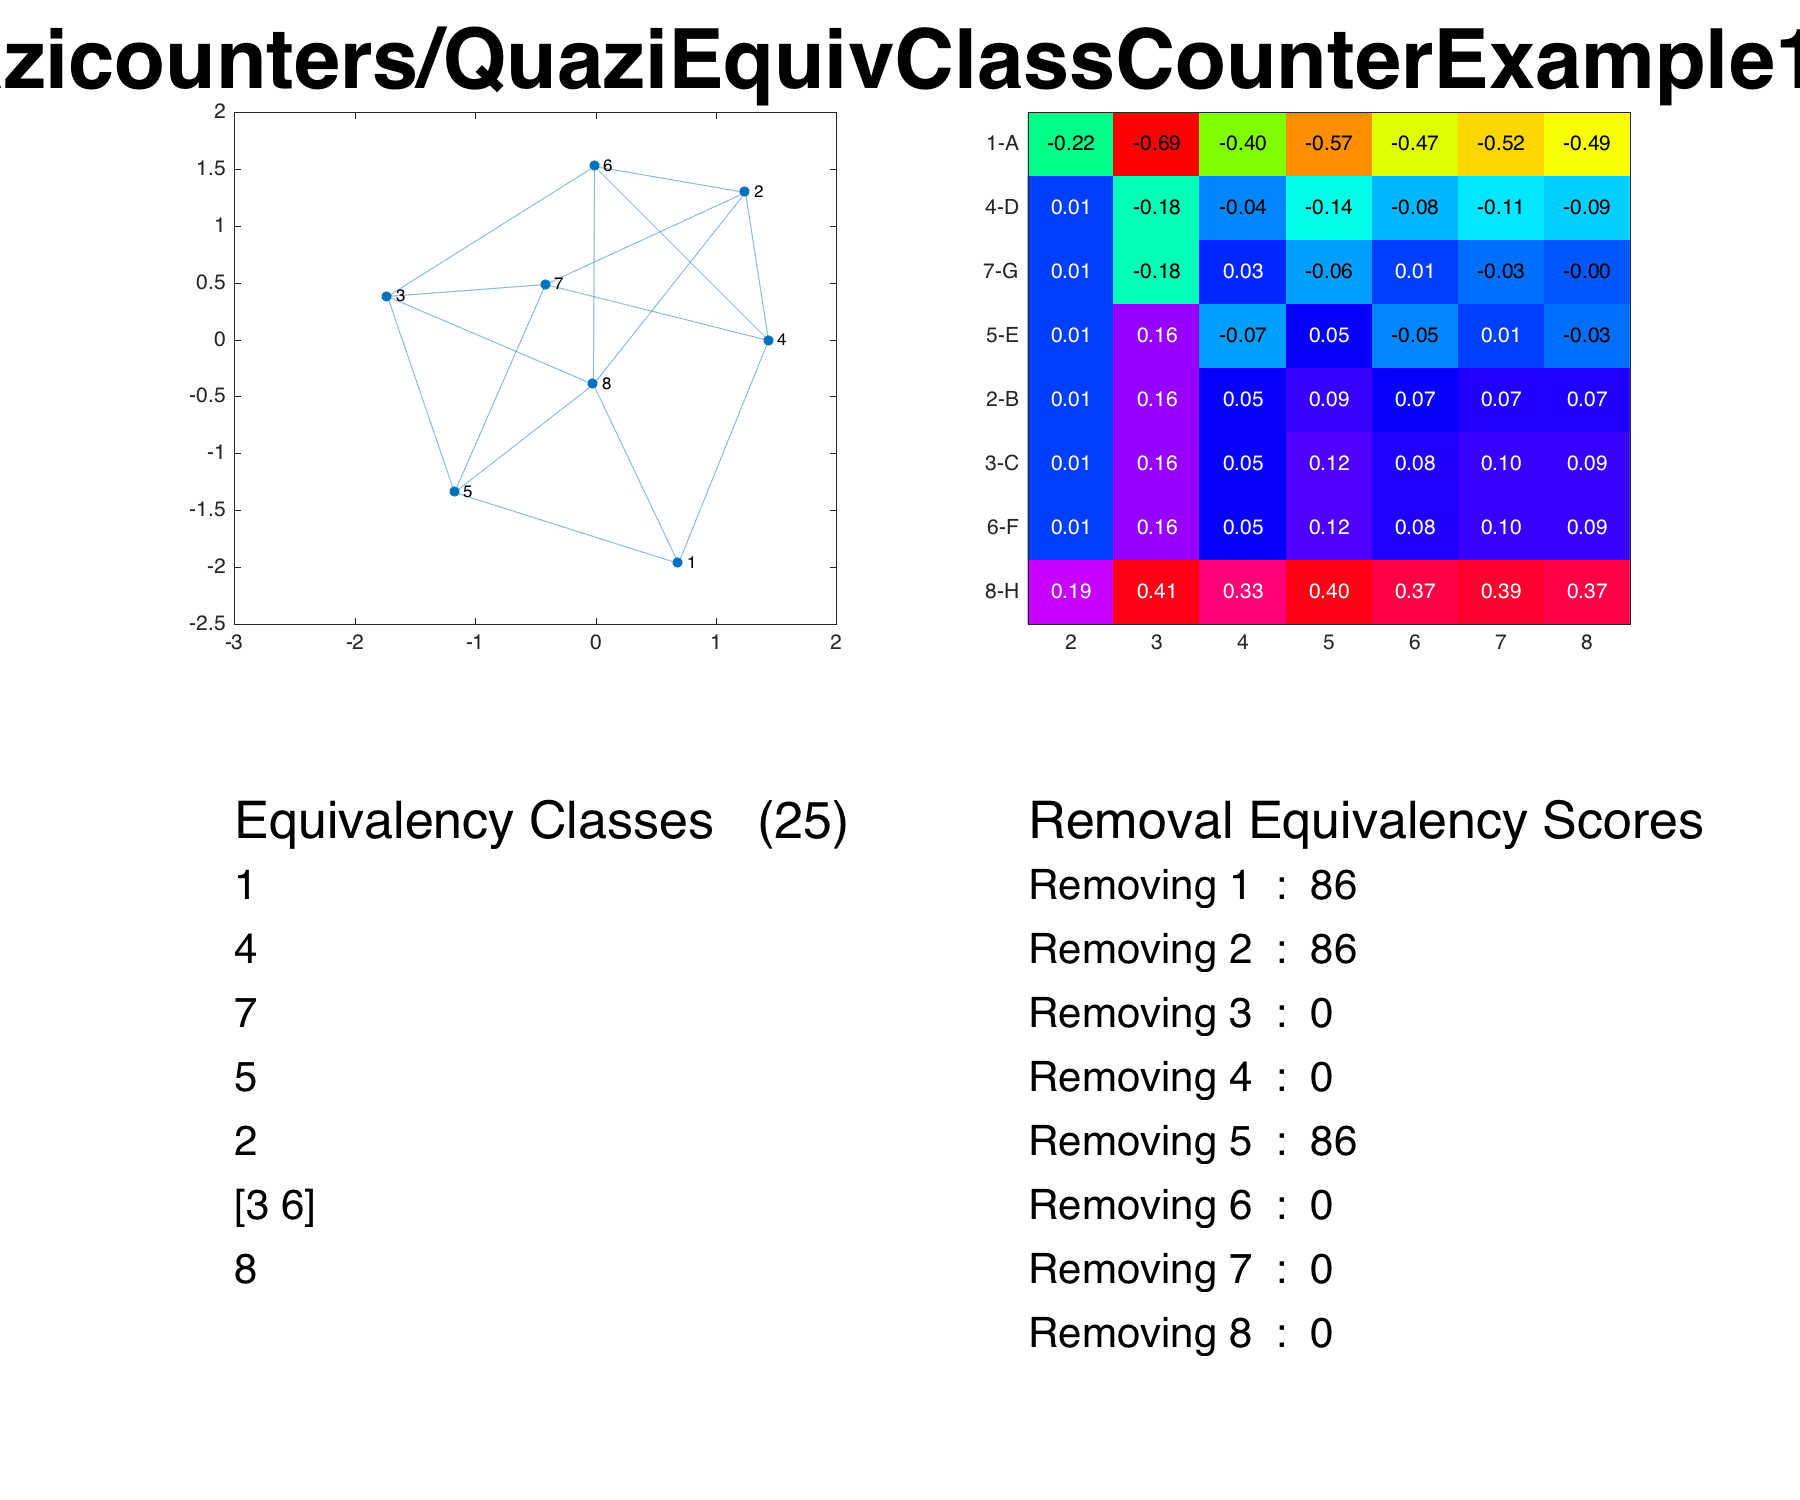 zicounters/QuaziEquivClassCounterExample1
2
1.5
1
0.5
0
-0.5
-1
-1.5
-2
-2.5
-3 -2 -1 0 1 2
6
2
7
3
4
8
5
1
1-A -0.22 -0.69 -0.40 -0.57 -0.47 -0.52 -0.49
4-D 0.01 -0.18 -0.04 -0.14 -0.08 -0.11 -0.09
7-G 0.01 -0.18 0.03 -0.06 0.01 -0.03 -0.00
5-E 0.01 0.16 -0.07 0.05 -0.05 0.01 -0.03
2-B 0.01 0.16 0.05 0.09 0.07 0.07 0.07
3-C 0.01 0.16 0.05 0.12 0.08 0.10 0.09
6-F 0.01 0.16 0.05 0.12 0.08 0.10 0.09
8-H 0.19 0.41 0.33 0.40 0.37 0.39 0.37
2 3 4 5 6 7 8
Equivalency Classes (25)
1
4
7
5
2
[3 6]
8
Removal Equivalency Scores
Removing 1 : 86
Removing 2 : 86
Removing 3 : 0
Removing 4 : 0
Removing 5 : 86
Removing 6 : 0
Removing 7 : 0
Removing 8 : 0